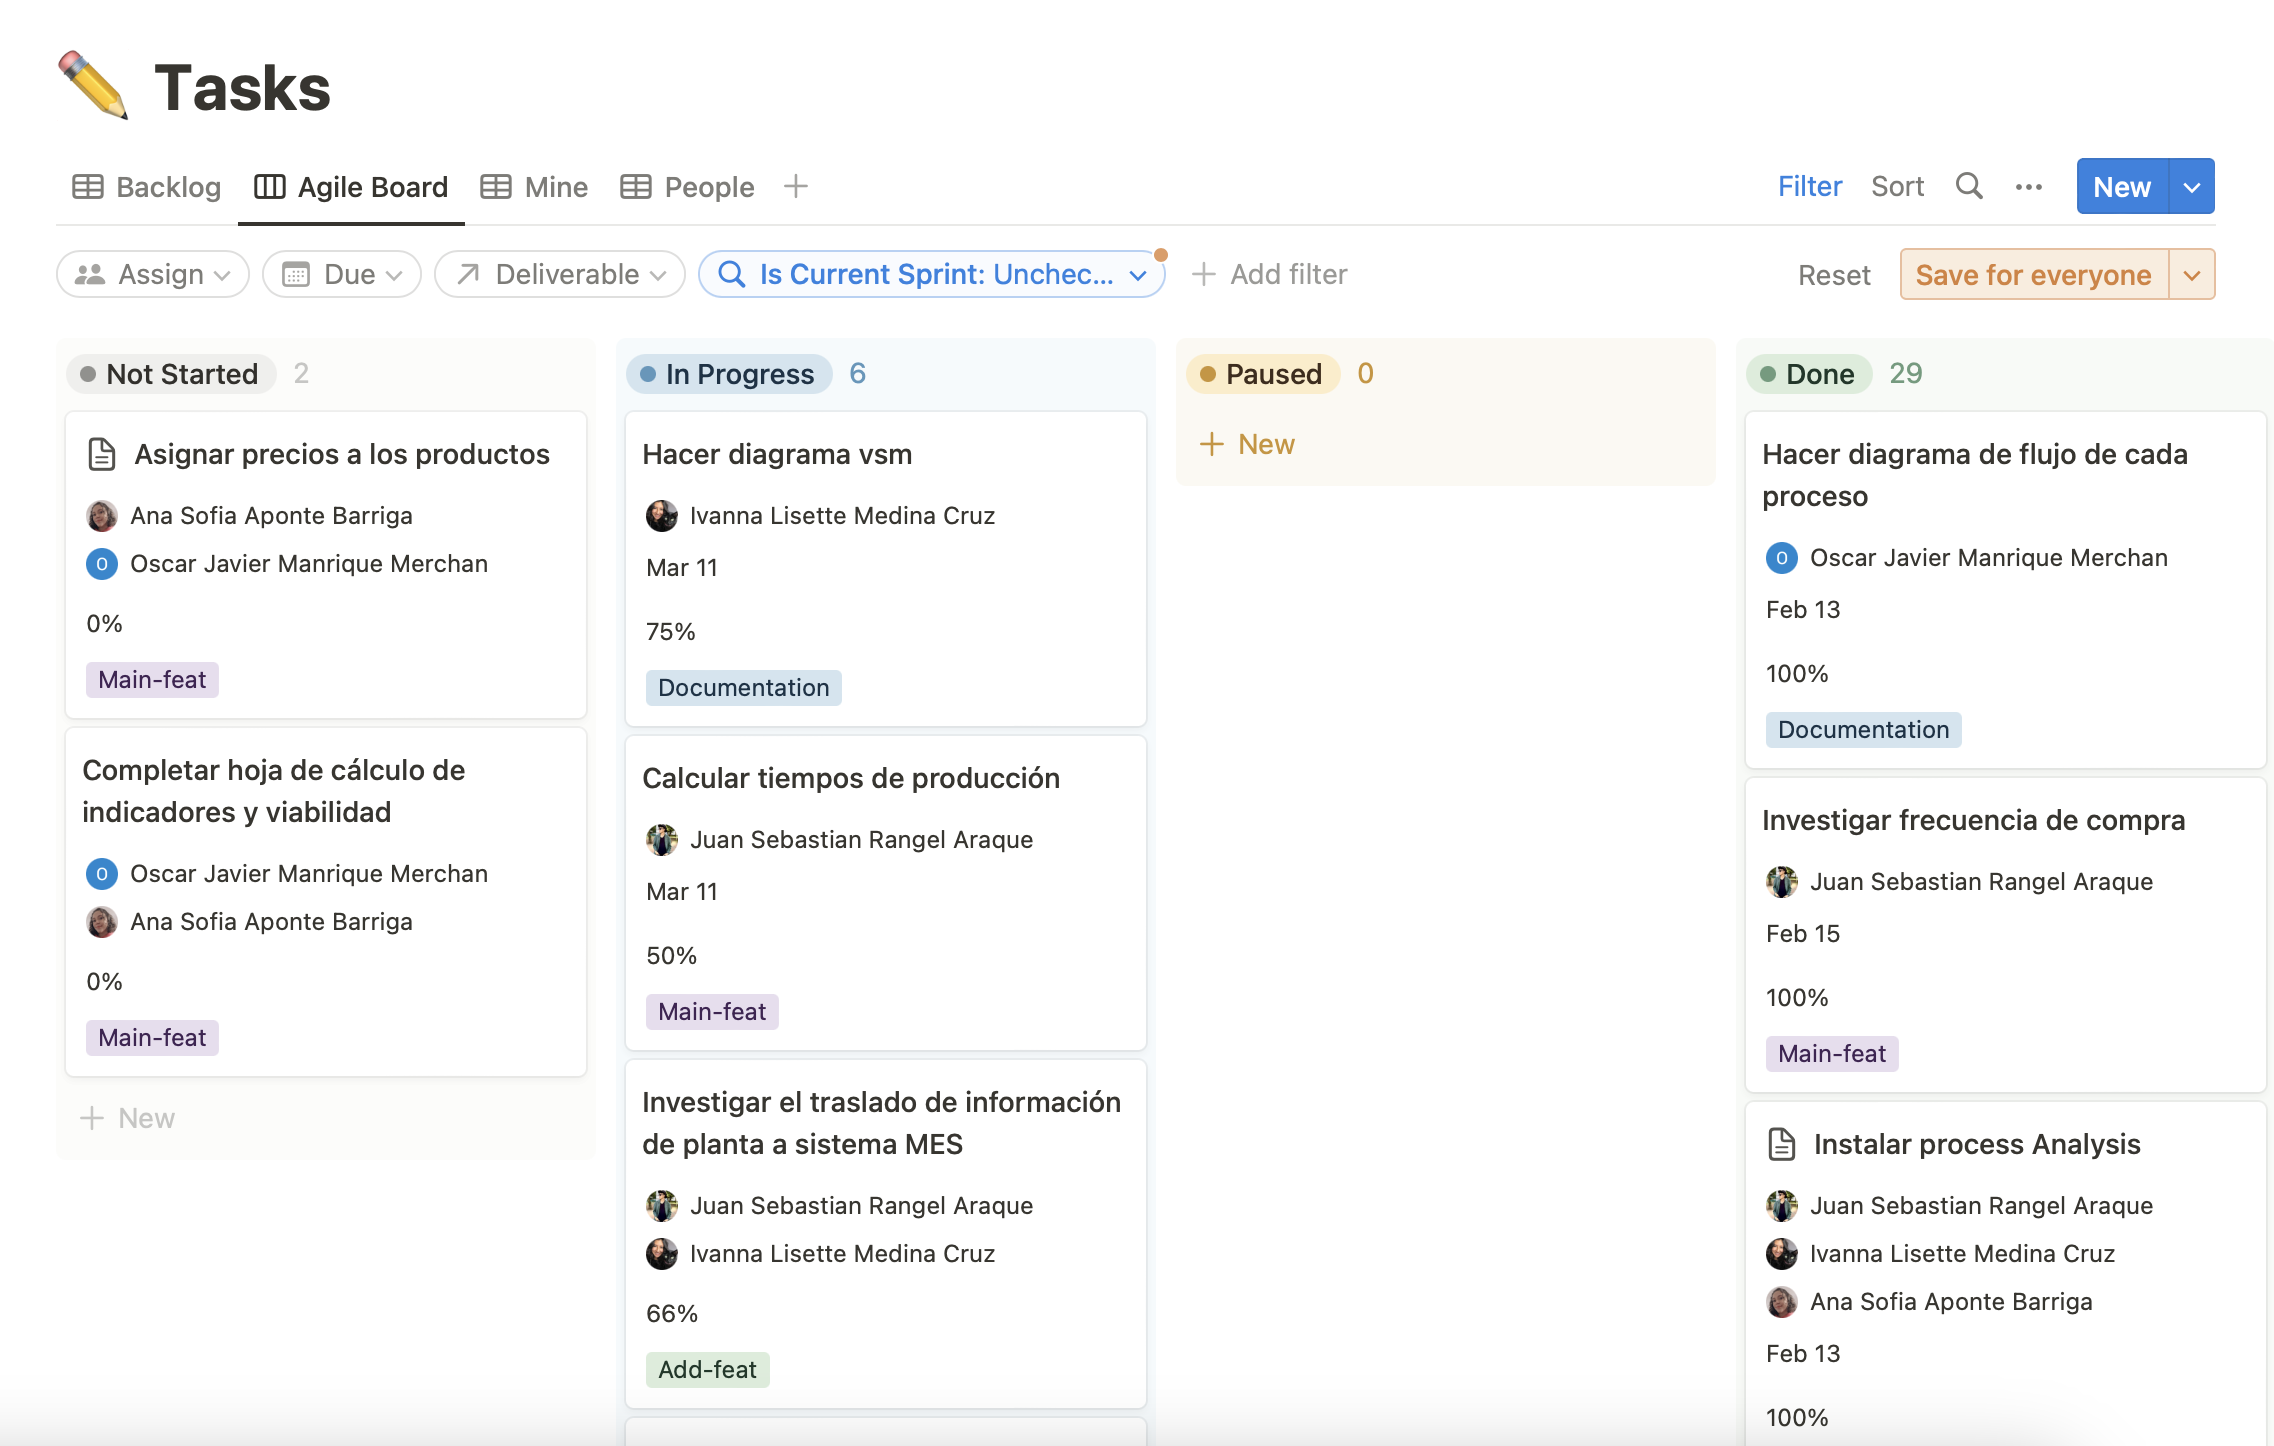 Tasks
Backlog
Agile Board
Mine
People
Filter
Sort
New
Assign
Due
Deliverable
Is Current Sprint: Unchec...
Add filter
Reset
Save for everyone
Not Started 2
Asignar precios a los productos
Ana Sofia Aponte Barriga
O Oscar Javier Manrique Merchan
0%
Main-feat
Completar hoja de cálculo de
indicadores y viabilidad
O Oscar Javier Manrique Merchan
Ana Sofia Aponte Barriga
0%
Main-feat
New
In Progress 6
Hacer diagrama vsm
Ivanna Lisette Medina Cruz
Mar 11
75%
Documentation
Calcular tiempos de producción
Juan Sebastian Rangel Araque
Mar 11
50%
Main-feat
Investigar el traslado de información
de planta a sistema MES
Juan Sebastian Rangel Araque
Ivanna Lisette Medina Cruz
66%
Add-feat
Paused 0
New
Done 29
Hacer diagrama de flujo de cada
proceso
O Oscar Javier Manrique Merchan
Feb 13
100%
Documentation
Investigar frecuencia de compra
Juan Sebastian Rangel Araque
Feb 15
100%
Main-feat
Instalar process Analysis
Juan Sebastian Rangel Araque
Ivanna Lisette Medina Cruz
Ana Sofia Aponte Barriga
Feb 13
100%